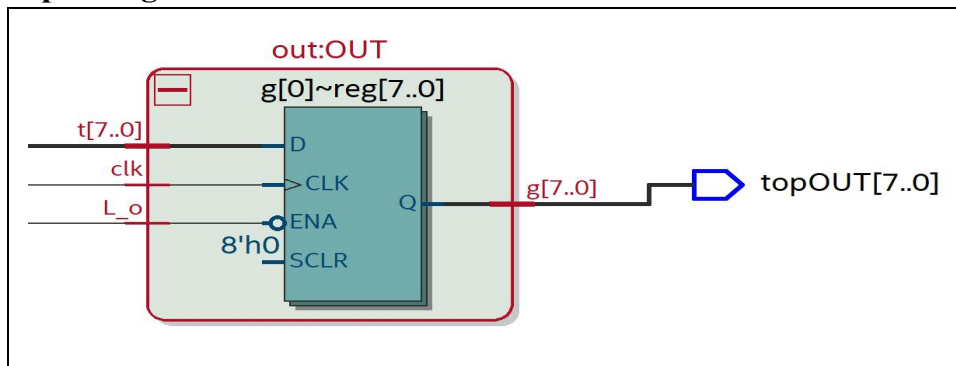 out:OUT
g[0]~reg[7..0]
t[7..0]
D
clk
CLK
g[7..0]
topOUT[7..0]
Q
L_o
ENA
8'h0
SCLR